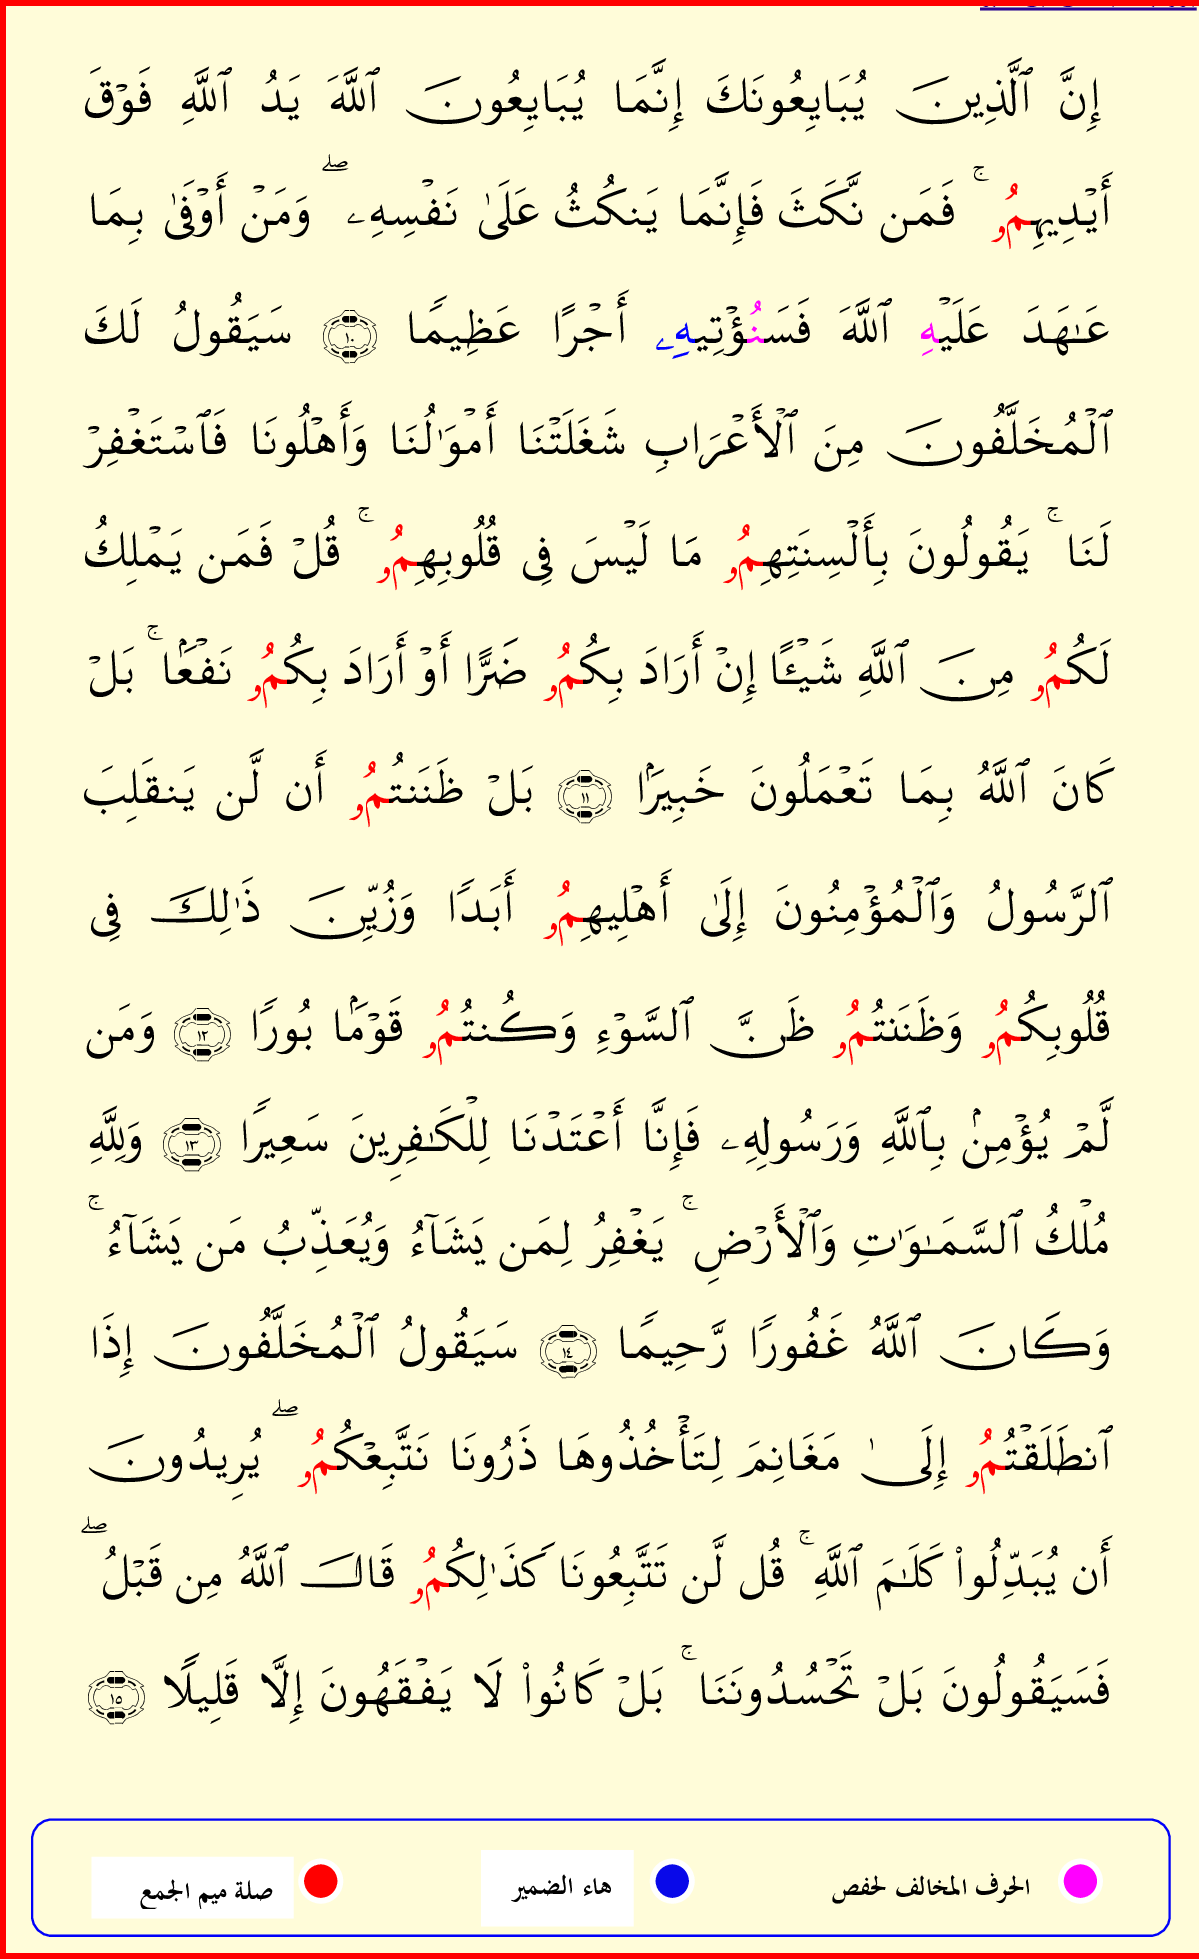 إِنَّ ٱلَّذِينَ يُبَايِعُونَكَ إِنَّمَا يُبَايِعُونَ ٱللَّهَ يَدُ ٱللَّهِ فَوْقَ
أَيْدِيهِمُۥ ۚ فَمَن نَّكَثَ فَإِنَّمَا يَنكُثُ عَلَىٰ نَفْسِهِۦ ۖ وَمَنْ أَوْفَىٰ بِمَا
عَـٰهَدَ عَلَيْهِ ٱللَّهَ فَسَنُؤْتِيهِۦ أَجْرًا عَظِيمًا ١٠ سَيَقُولُ لَكَ
ٱلْمُخَلَّفُونَ مِنَ ٱلْأَعْرَابِ شَغَلَتْنَا أَمْوَٰلُنَا وَأَهْلُونَا فَٱسْتَغْفِرْ
لَنَا ۚ يَقُولُونَ بِأَلْسِنَتِهِمُۥ مَا لَيْسَ فِى قُلُوبِهِمُۥ ۚ قُلْ فَمَن يَمْلِكُ
لَكُمُۥ مِنَ ٱللَّهِ شَيْـًٔا إِنْ أَرَادَ بِكُمُۥ ضَرًّا أَوْ أَرَادَ بِكُمُۥ نَفْعَۢا ۚ بَلْ
كَانَ ٱللَّهُ بِمَا تَعْمَلُونَ خَبِيرَۢا ١١ بَلْ ظَنَنتُمُۥ أَن لَّن يَنقَلِبَ
ٱلرَّسُولُ وَٱلْمُؤْمِنُونَ إِلَىٰ أَهْلِيهِمُۥ أَبَدًا وَزُيِّنَ ذَٰلِكَ فِى
قُلُوبِكُمُۥ وَظَنَنتُمُۥ ظَنَّ ٱلسَّوْءِ وَكُنتُمُۥ قَوْمَۢا بُورًا ١٢ وَمَن
لَّمْ يُؤْمِنۢ بِٱللَّهِ وَرَسُولِهِۦ فَإِنَّا أَعْتَدْنَا لِلْكَـٰفِرِينَ سَعِيرًا ١٣ وَلِلَّهِ
مُلْكُ ٱلسَّمَـٰوَٰتِ وَٱلْأَرْضِ ۚ يَغْفِرُ لِمَن يَشَآءُ وَيُعَذِّبُ مَن يَشَآءُ ۚ
وَكَانَ ٱللَّهُ غَفُورًا رَّحِيمًا ١٤ سَيَقُولُ ٱلْمُخَلَّفُونَ إِذَا
ٱنطَلَقْتُمُۥ إِلَىٰ مَغَانِمَ لِتَأْخُذُوهَا ذَرُونَا نَتَّبِعْكُمُۥ ۖ يُرِيدُونَ
أَن يُبَدِّلُوا۟ كَلَـٰمَ ٱللَّهِ ۚ قُل لَّن تَتَّبِعُونَا كَذَٰلِكُمُۥ قَالَ ٱللَّهُ مِن قَبْلُ ۖ
فَسَيَقُولُونَ بَلْ تَحْسُدُونَنَا ۚ بَلْ كَانُوا۟ لَا يَفْقَهُونَ إِلَّا قَلِيلًا ١٥
الحرف المخالف لحفص هاء الضمير صلة ميم الجمع